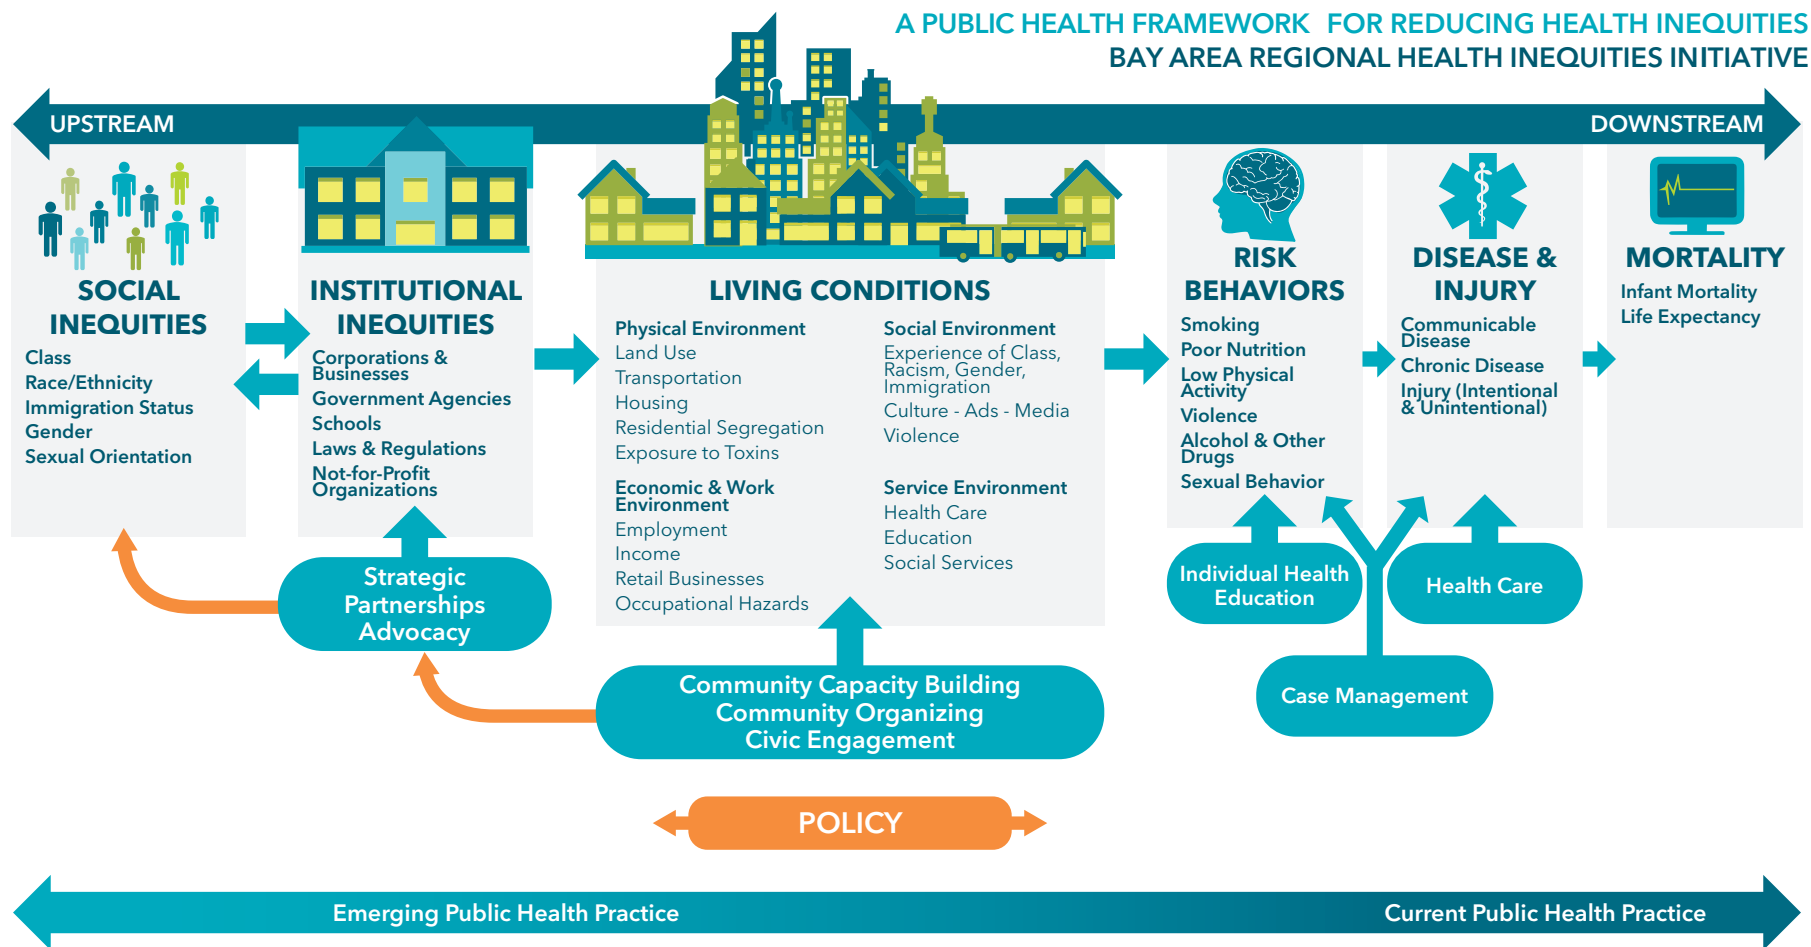 A PUBLIC HEALTH FRAMEWORK FOR REDUCING HEALTH INEQUITIES
BAY AREA REGIONAL HEALTH INEQUITIES INITIATIVE
UPSTREAM
DOWNSTREAM
SOCIAL
INEQUITIES
Class
Race/Ethnicity
Immigration Status
Gender
Sexual Orientation
INSTITUTIONAL
INEQUITIES
Corporations &
Businesses
Government Agencies
Schools
Laws & Regulations
Not-for-Profit
Organizations
LIVING CONDITIONS
Physical Environment
Land Use
Transportation
Housing
Residential Segregation
Exposure to Toxins
Economic & Work
Environment
Employment
Income
Retail Businesses
Occupational Hazards
Social Environment
Experience of Class,
Racism, Gender,
Immigration
Culture - Ads - Media
Violence
Service Environment
Health Care
Education
Social Services
RISK
BEHAVIORS
Smoking
Poor Nutrition
Low Physical
Activity
Violence
Alcohol & Other
Drugs
Sexual Behavior
DISEASE &
INJURY
Communicable
Disease
Chronic Disease
Injury (Intentional
& Unintentional)
MORTALITY
Infant Mortality
Life Expectancy
Strategic
Partnerships
Advocacy
Community Capacity Building
Community Organizing
Civic Engagement
Individual Health
Education
Health Care
Case Management
POLICY
Emerging Public Health Practice
Current Public Health Practice